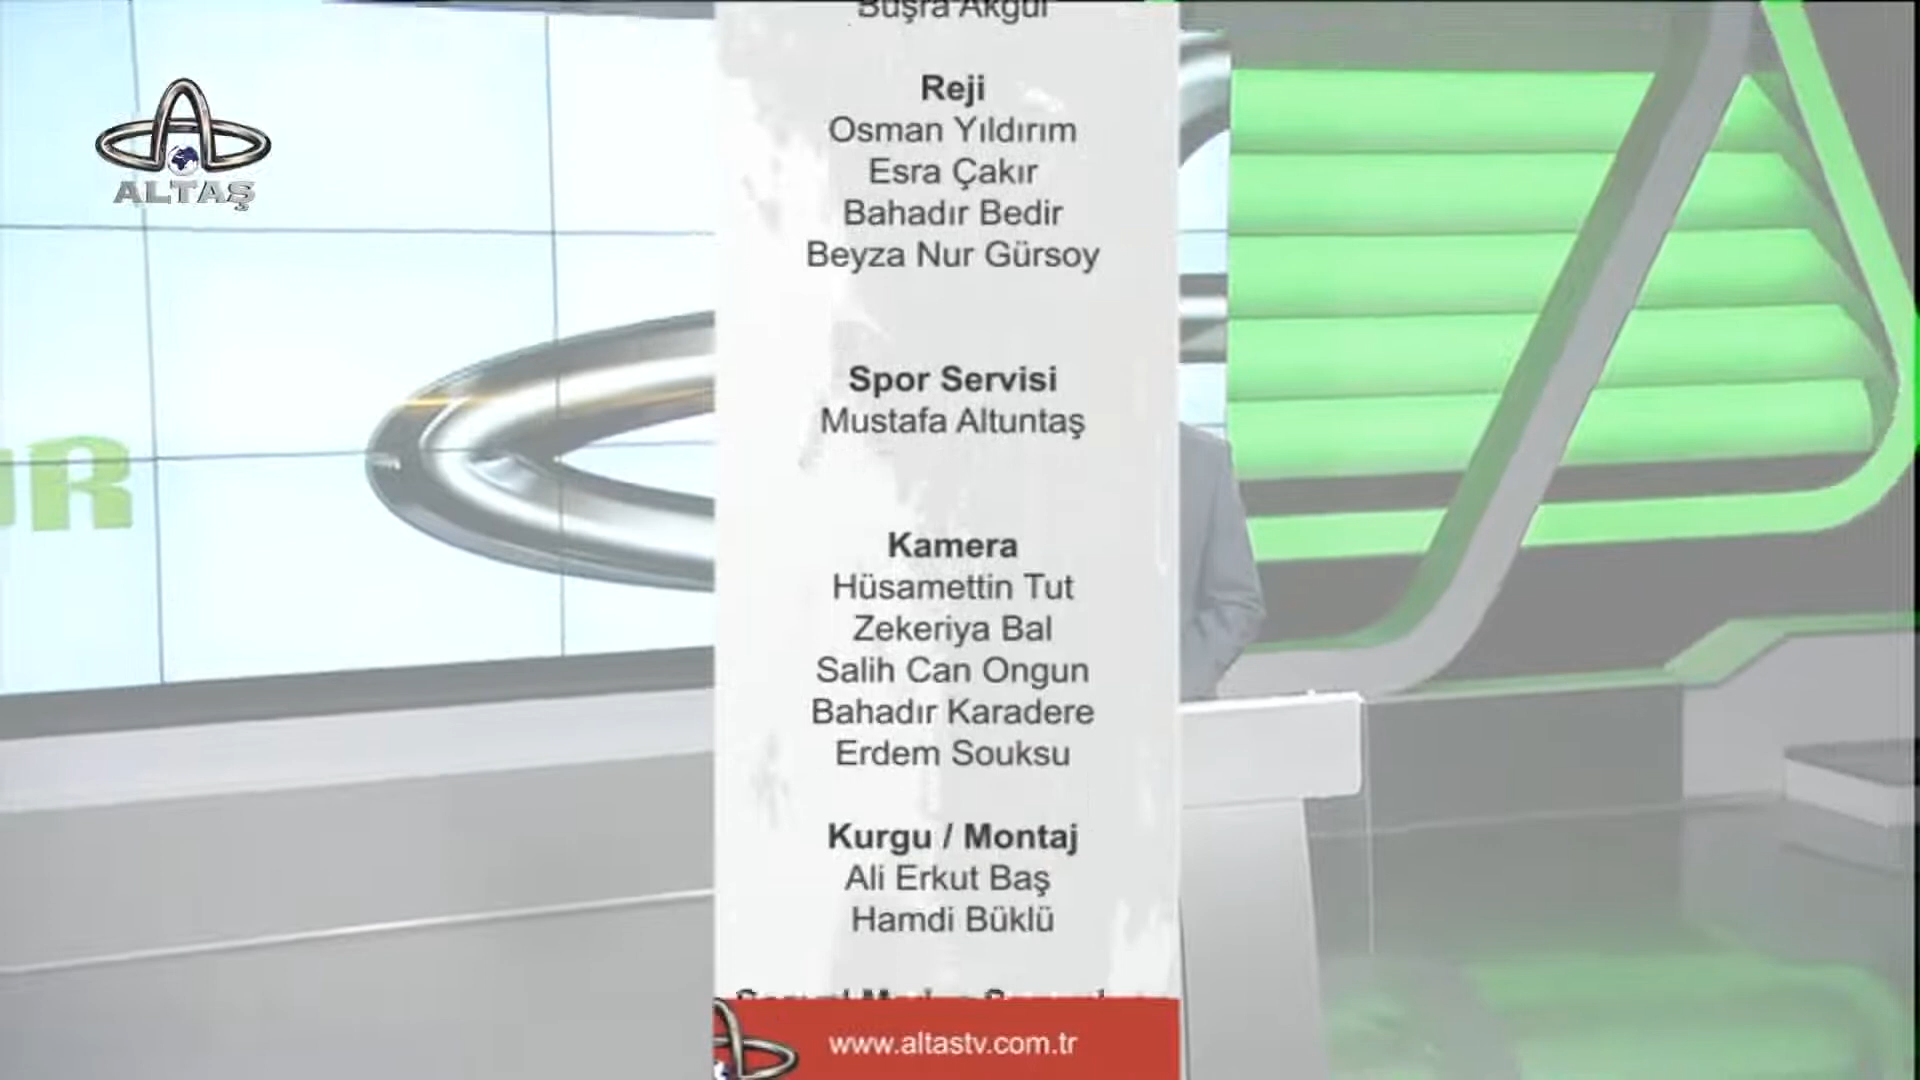 Büşra Akgül
ALTAŞ
Reji
Osman Yıldırım
Esra Çakır
Bahadır Bedir
Beyza Nur Gürsoy
Spor Servisi
Mustafa Altuntaş
Kamera
Hüsamettin Tut
Zekeriya Bal
Salih Can Ongun
Bahadır Karadere
Erdem Souksu
Kurgu / Montaj
Ali Erkut Baş
Hamdi Büklü
www.altastv.com.tr